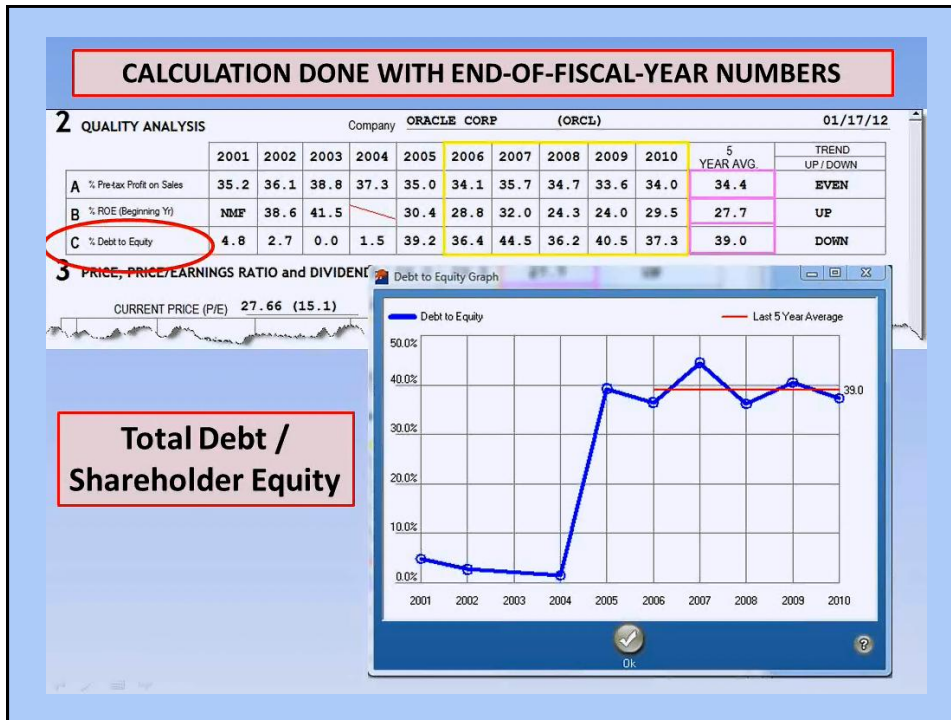 CALCULATION DONE WITH END-OF-FISCAL-YEAR NUMBERS
2 QUALITY ANALYSIS Company ORACLE CORP (ORCL) 01/17/12
2001 2002 2003 2004 2005 2006 2007 2008 2009 2010 5 YEAR AVG. TREND UP / DOWN
A % Pre-tax Profit on Sales 35.2 36.1 38.8 37.3 35.0 34.1 35.7 34.7 33.6 34.0 34.4 EVEN
B % ROE (Beginning Yr) NMF 38.6 41.5 30.4 28.8 32.0 24.3 24.0 29.5 27.7 UP
C % Debt to Equity 4.8 2.7 0.0 1.5 39.2 36.4 44.5 36.2 40.5 37.3 39.0 DOWN
3 PRICE, PRICE/EARNINGS RATIO and DIVIDEN
CURRENT PRICE (P/E) 27.66 (15.1)
Debt to Equity Graph
Debt to Equity Last 5 Year Average
50.0%
40.0%
39.0
30.0%
20.0%
10.0%
0.0%
2001 2002 2003 2004 2005 2006 2007 2008 2009 2010
Ok
?
Total Debt /
Shareholder Equity